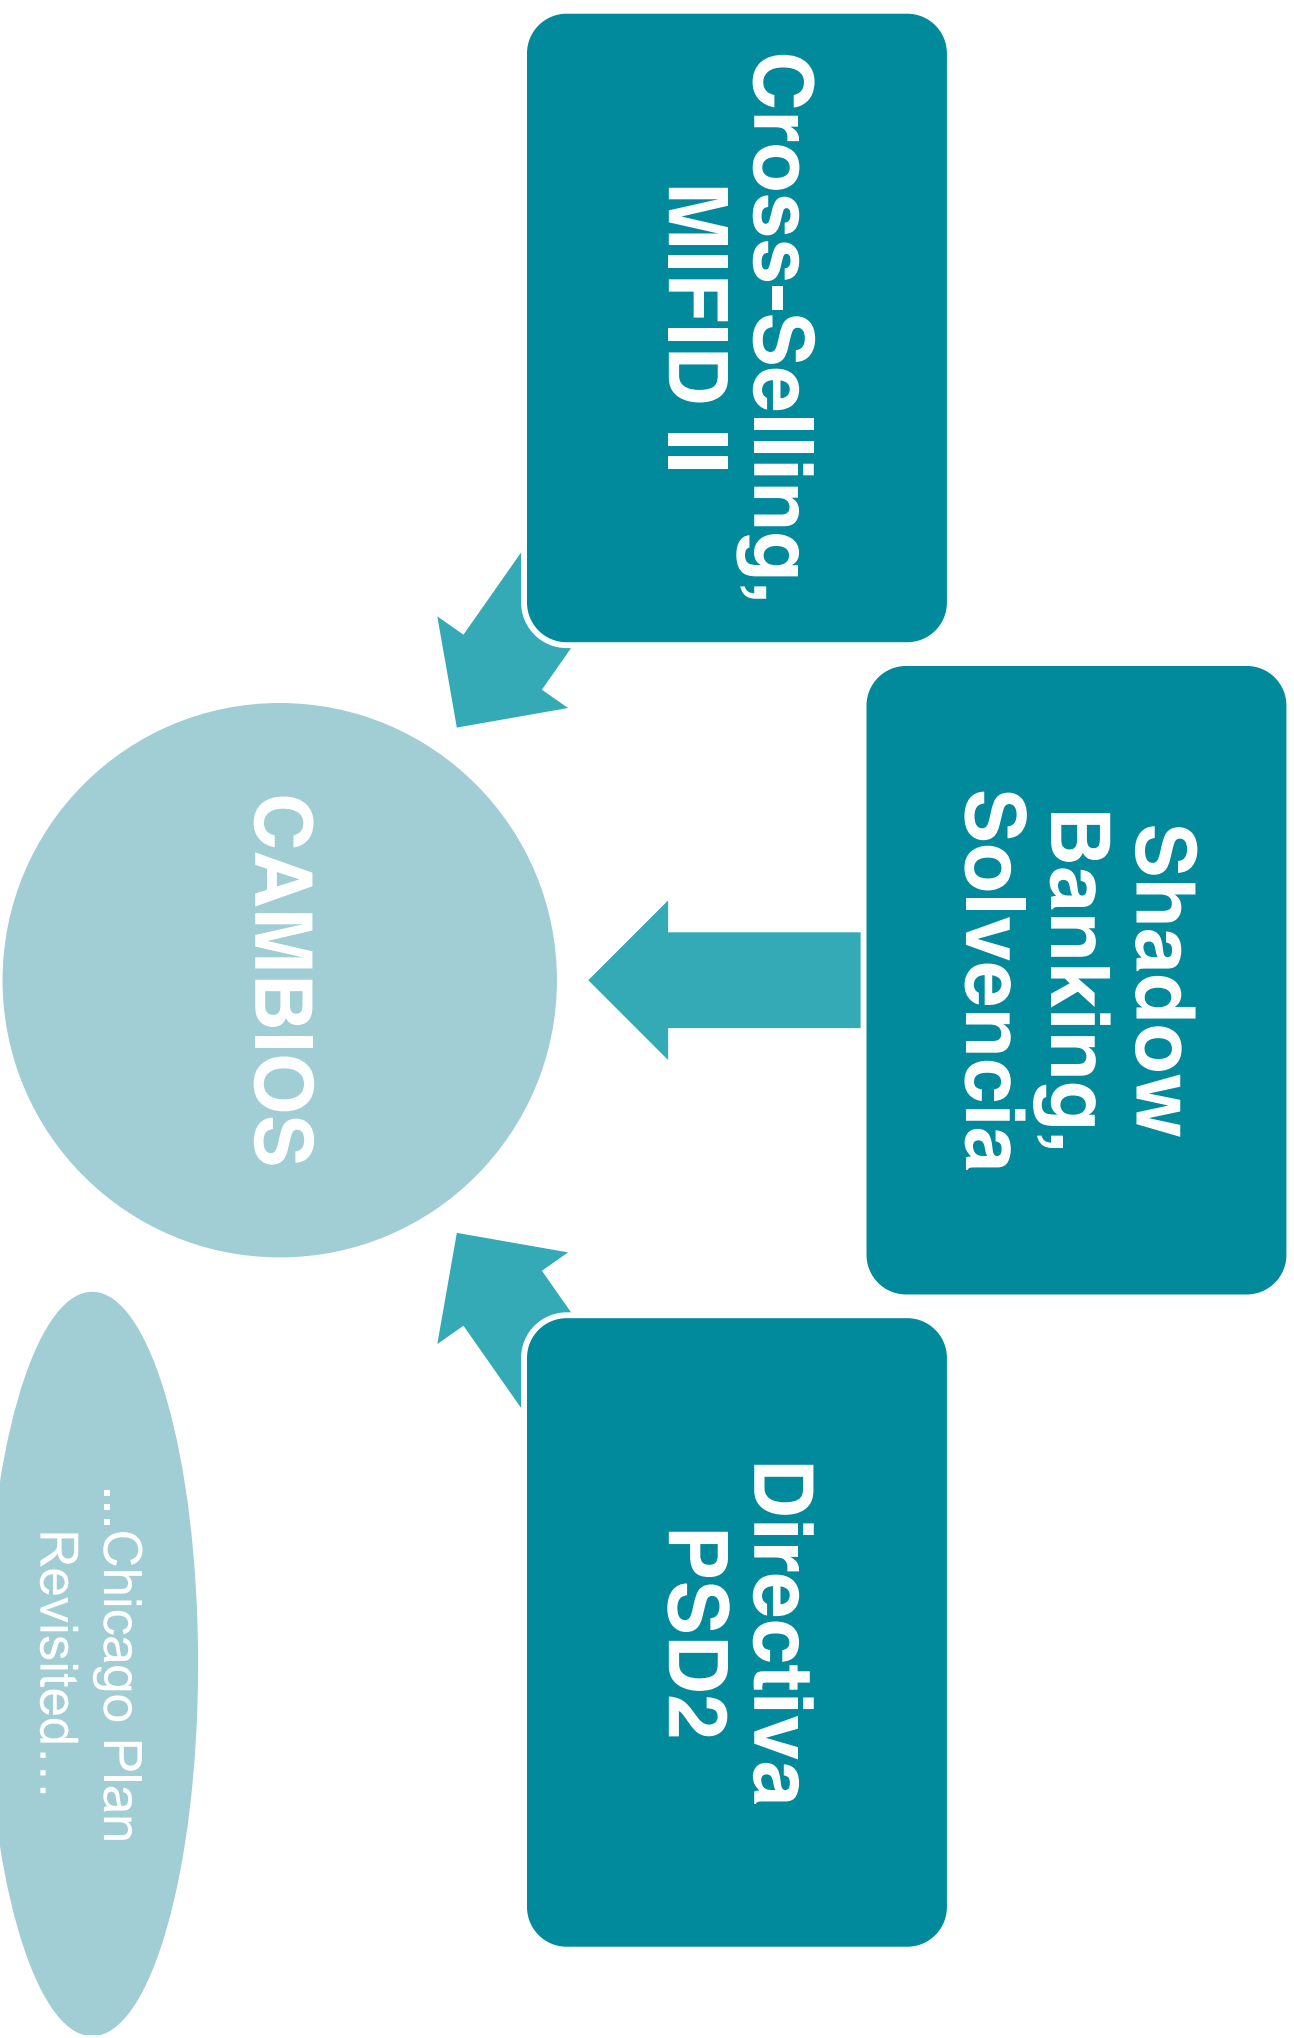 Cross-Selling,
MIFID II
Shadow
Banking,
Solvencia
Directiva
PSD2
CAMBIOS
...Chicago Plan
Revisited...